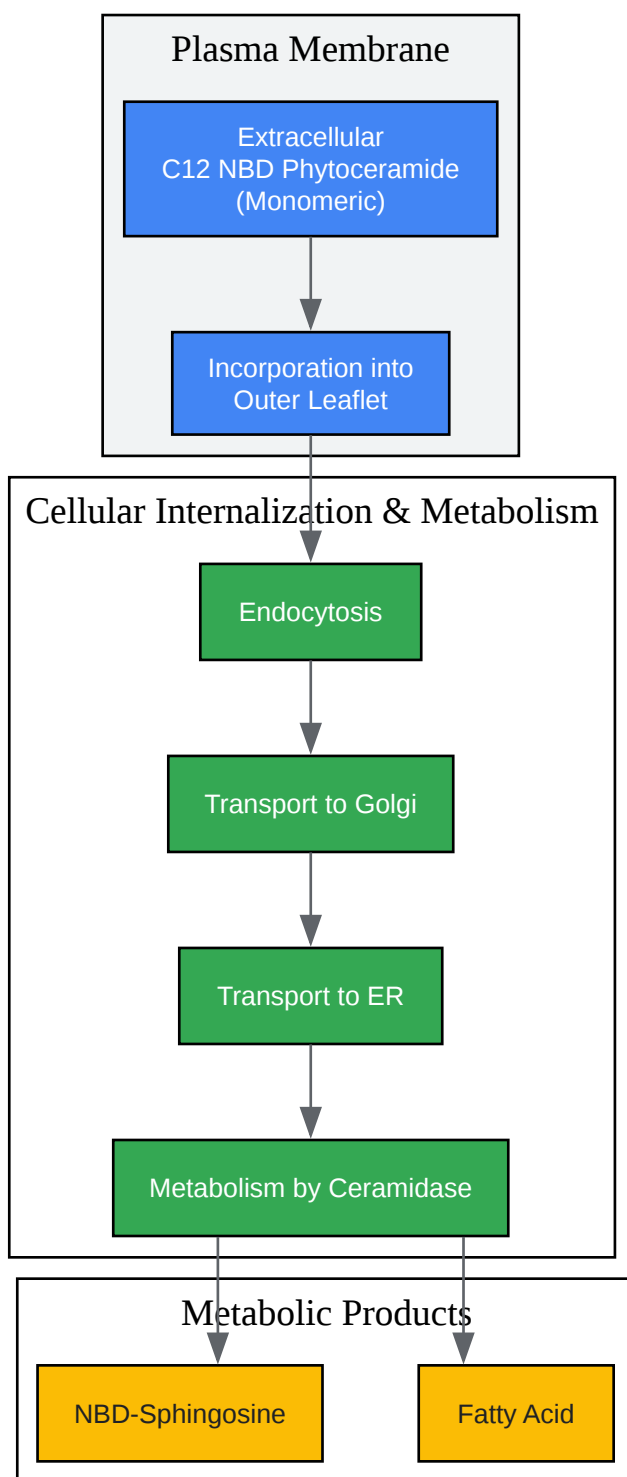 Plasma Membrane
Extracellular
C12 NBD Phytoceramide
(Monomeric)
Incorporation into
Outer Leaflet
Cellular Internalization & Metabolism
Endocytosis
Transport to Golgi
Transport to ER
Metabolism by Ceramidase
Metabolic Products
NBD-Sphingosine
Fatty Acid